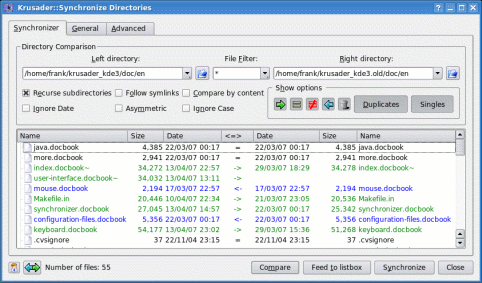 Krusader::Synchronize Directories
Synchronizer General Advanced
Directory Comparison
Left directory: File Filter: Right directory:
/home/frank/krusader_kde3/doc/en * /home/frank/krusader_kde3.old/doc/en
Recurse subdirectories Follow symlinks Compare by content
Ignore Date Asymmetric Ignore Case
Show options
Duplicates Singles
Name Size Date <=> Date Size Name
java.docbook 4,385 22/03/07 00:17 = 22/03/07 00:17 4,385 java.docbook
more.docbook 2,941 22/03/07 00:17 = 22/03/07 00:17 2,941 more.docbook
index.docbook~ 34,272 13/04/07 22:57 -> 29/03/07 18:29 34,278 index.docbook~
user-interface.docbook~ 34,032 13/04/07 13:11 ->
mouse.docbook 2,194 17/03/07 22:57 <- 17/03/07 22:57 2,194 mouse.docbook
Makefile.in 20,446 10/04/07 22:34 -> 21/03/07 23:05 20,536 Makefile.in
synchronizer.docbook 27,045 13/04/07 14:57 -> 22/03/07 00:17 25,342 synchronizer.docbook
configuration-files.docbook 5,356 22/03/07 00:17 <- 22/03/07 00:17 5,356 configuration-files.docbook
keyboard.docbook 54,177 13/04/07 23:02 -> 29/03/07 15:36 51,268 keyboard.docbook
.cvsignore 37 22/11/04 23:15 = 22/11/04 23:15 37 .cvsignore
Number of files: 55 Compare Feed to listbox Synchronize Close